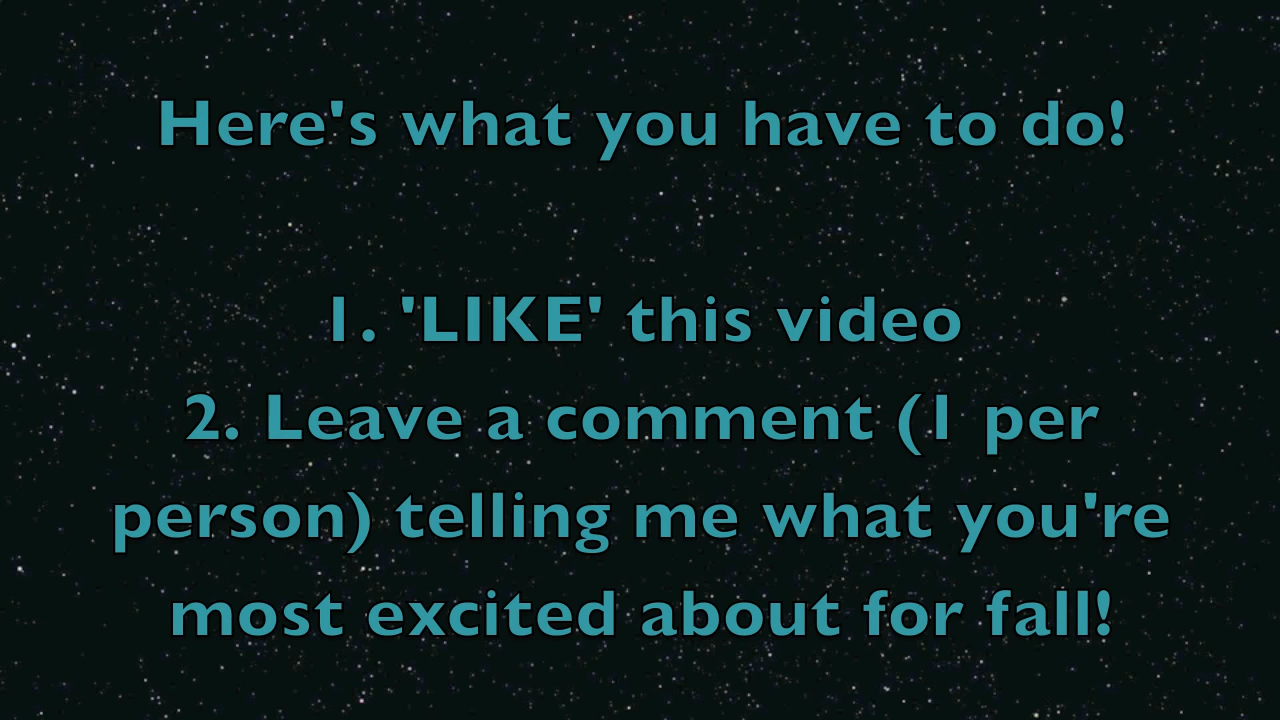 Here's what you have to do!
1. 'LIKE' this video
2. Leave a comment (1 per
person) telling me what you're
most excited about for fall!